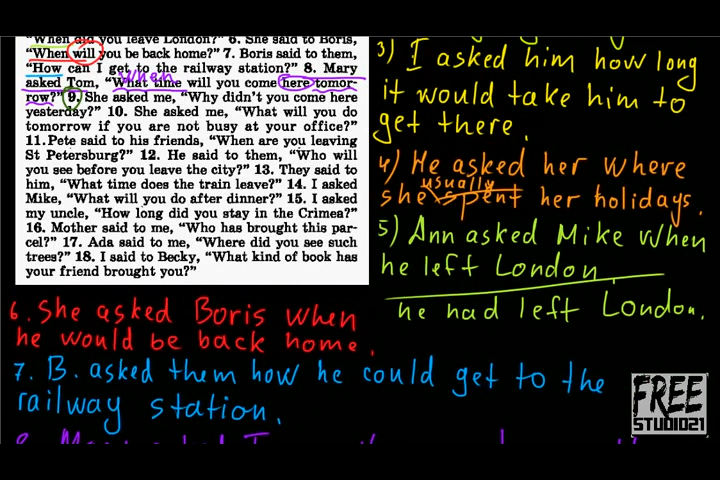 "When did you leave London?" 6. She said to Boris,
"When will you be back home?" 7. Boris said to them,
"How can I get to the railway station?" 8. Mary
when
asked Tom, "What time will you come here tomor-
row?" 9. She asked me, "Why didn't you come here
yesterday?" 10. She asked me, "What will you do
tomorrow if you are not busy at your office?"
11. Pete said to his friends, "When are you leaving
St Petersburg?" 12. He said to them, "Who will
you see before you leave the city?" 13. They said to
him, "What time does the train leave?" 14. I asked
Mike, "What will you do after dinner?" 15. I asked
my uncle, "How long did you stay in the Crimea?"
16. Mother said to me, "Who has brought this par-
cel?" 17. Ada said to me, "Where did you see such
trees?" 18. I said to Becky, "What kind of book has
your friend brought you?"
3) I asked him how long
it would take him to
get there.
4) He asked her where
usually
she spent her holidays.
5) Ann asked Mike when
he left London
he had left London.
6. She asked Boris when
he would be back home.
7. B. asked them how he could get to the
railway station.
FREE
STUDIO21